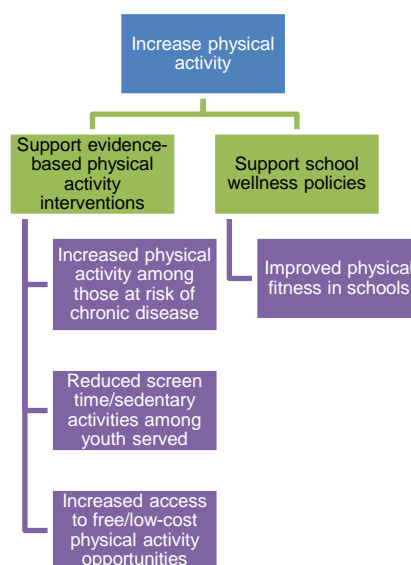 Increase physical
activity
Support evidence-
based physical
activity
interventions
Support school
wellness policies
Increased physical
activity among
those at risk of
chronic disease
Improved physical
fitness in schools
Reduced screen
time/sedentary
activities among
youth served
Increased access
to free/low-cost
physical activity
opportunities